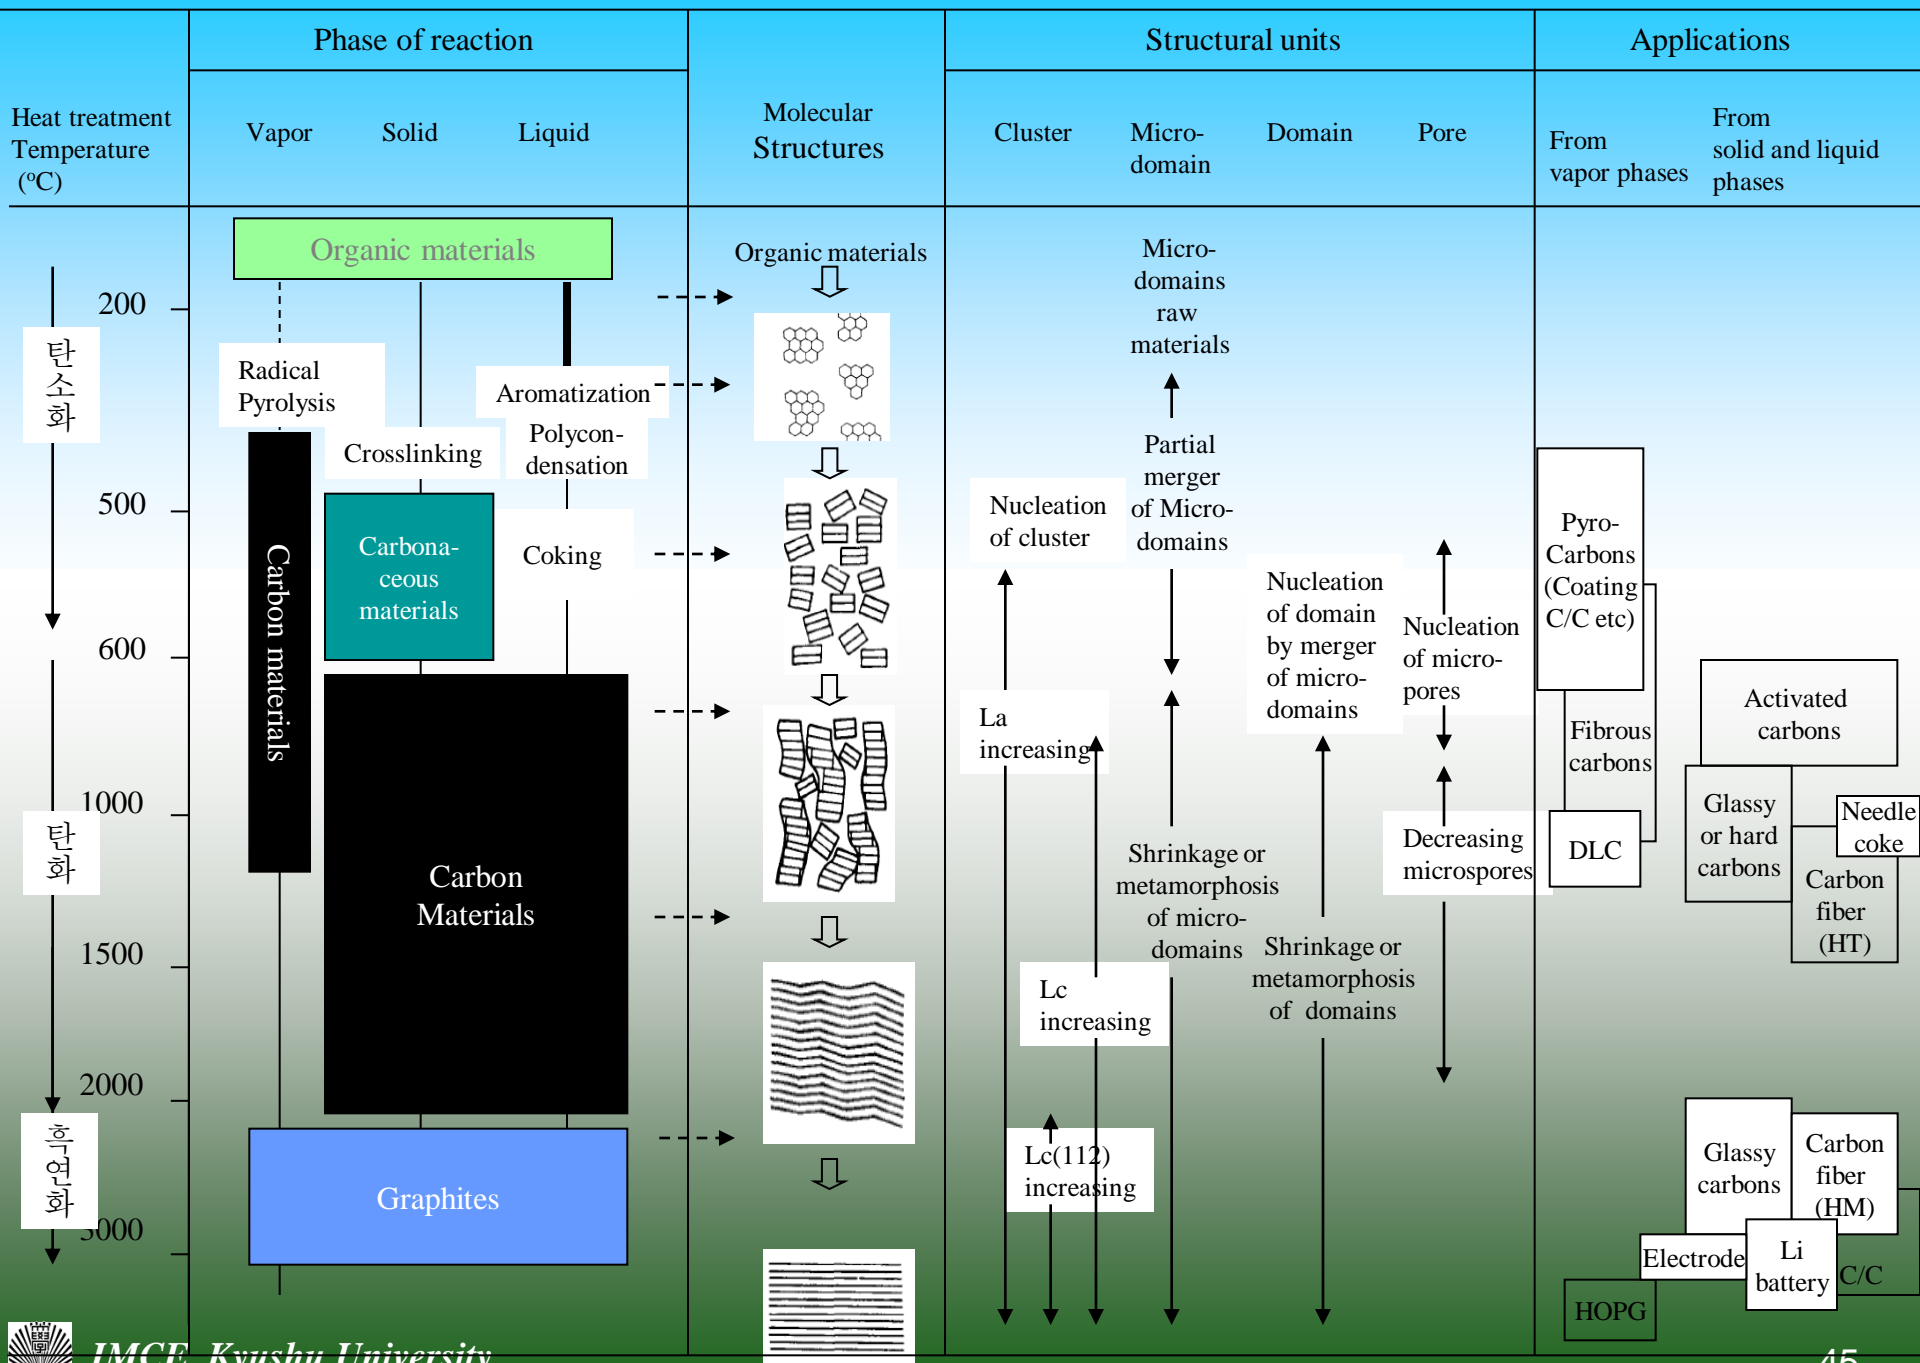 Phase of reaction
Structural units
Applications
Heat treatment
Temperature
(°C)
Vapor
Solid
Liquid
Molecular
Structures
Cluster
Micro-
domain
Domain
Pore
From
vapor phases
From
solid and liquid
phases
200
500
600
1000
1500
2000
3000
탄소화
탄화
흑연화
Organic materials
Radical
Pyrolysis
Crosslinking
Aromatization
Polycon-
densation
Carbon materials
Carbona-
ceous
materials
Coking
Carbon
Materials
Graphites
Organic materials
Nucleation
of cluster
La
increasing
Lc
increasing
Lc(112)
increasing
Micro-
domains
raw
materials
Partial
merger
of Micro-
domains
Shrinkage or
metamorphosis
of micro-
domains
Nucleation
of domain
by merger
of micro-
domains
Shrinkage or
metamorphosis
of domains
Nucleation
of micro-
pores
Decreasing
microspores
Pyro-
Carbons
(Coating
C/C etc)
Fibrous
carbons
DLC
Activated
carbons
Glassy
or hard
carbons
Needle
coke
Carbon
fiber
(HT)
Glassy
carbons
Carbon
fiber
(HM)
Electrode
Li
battery
C/C
HOPG
IMCE, Kyushu University
45